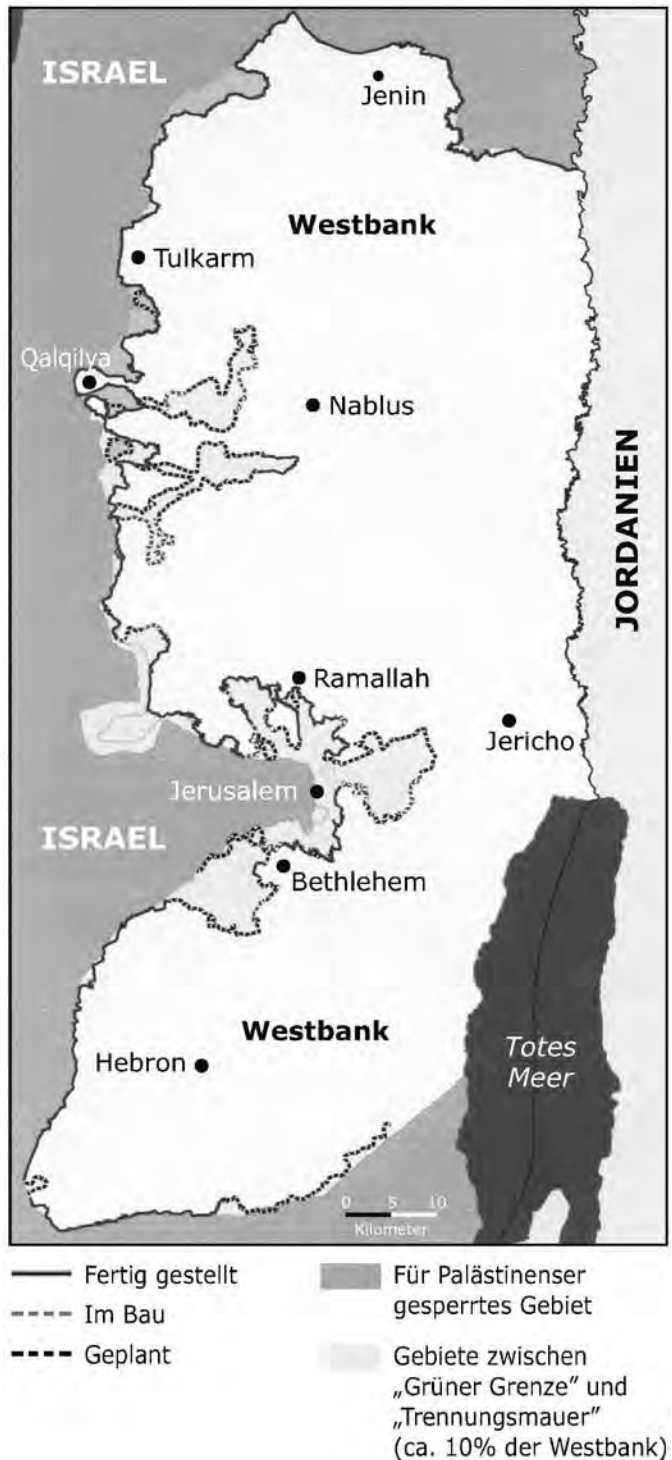 ISRAEL
Jenin
Westbank
Tulkarm
Qalqilya
Nablus
JORDANIEN
Ramallah
Jericho
Jerusalem
ISRAEL
Bethlehem
Westbank
Hebron
Totes
Meer
0 5 10
Kilometer
Fertig gestellt
Im Bau
Geplant
Für Palästinenser
gesperrtes Gebiet
Gebiete zwischen
„Grüner Grenze” und
„Trennungsmauer”
(ca. 10% der Westbank)